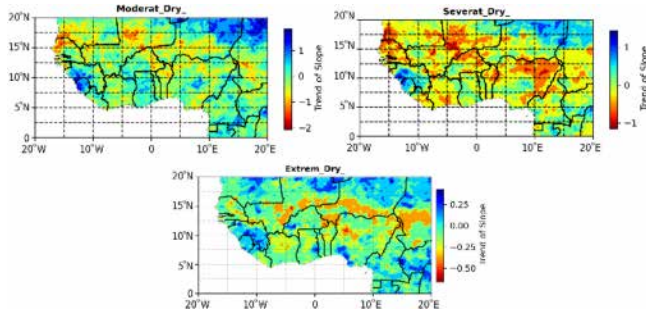 Moderat_Dry_
20°N
15°N
10°N
5°N
0
20°W
10°W
0
10°E
20°E
1
0
−1
−2
Trend of Slope
Severat_Dry_
20°N
15°N
10°N
5°N
0
20°W
10°W
0
10°E
20°E
1
0
−1
Trend of Slope
Extrem_Dry_
20°N
15°N
10°N
5°N
0
20°W
10°W
0
10°E
20°E
0.25
0.00
−0.25
−0.50
Trend of Slope